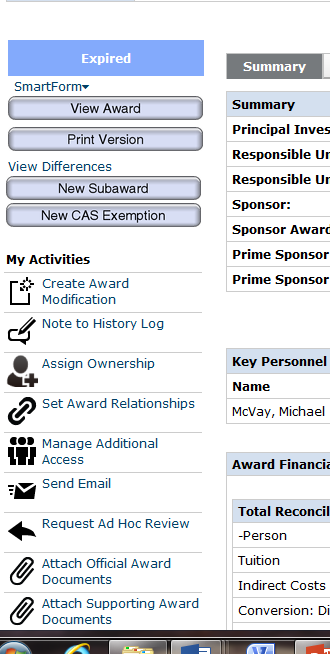 Expired
SmartForm
View Award
Print Version
View Differences
New Subaward
New CAS Exemption
My Activities
Create Award
Modification
Note to History Log
Assign Ownership
Set Award Relationships
Manage Additional
Access
Send Email
Request Ad Hoc Review
Attach Official Award
Documents
Attach Supporting Award
Documents
Summary
Summary
Principal Inves
Responsible Un
Responsible Un
Sponsor:
Sponsor Award
Prime Sponsor
Prime Sponsor
Key Personnel
Name
McVay, Michael
Award Financia
Total Reconcil
-Person
Tuition
Indirect Costs
Conversion: Di